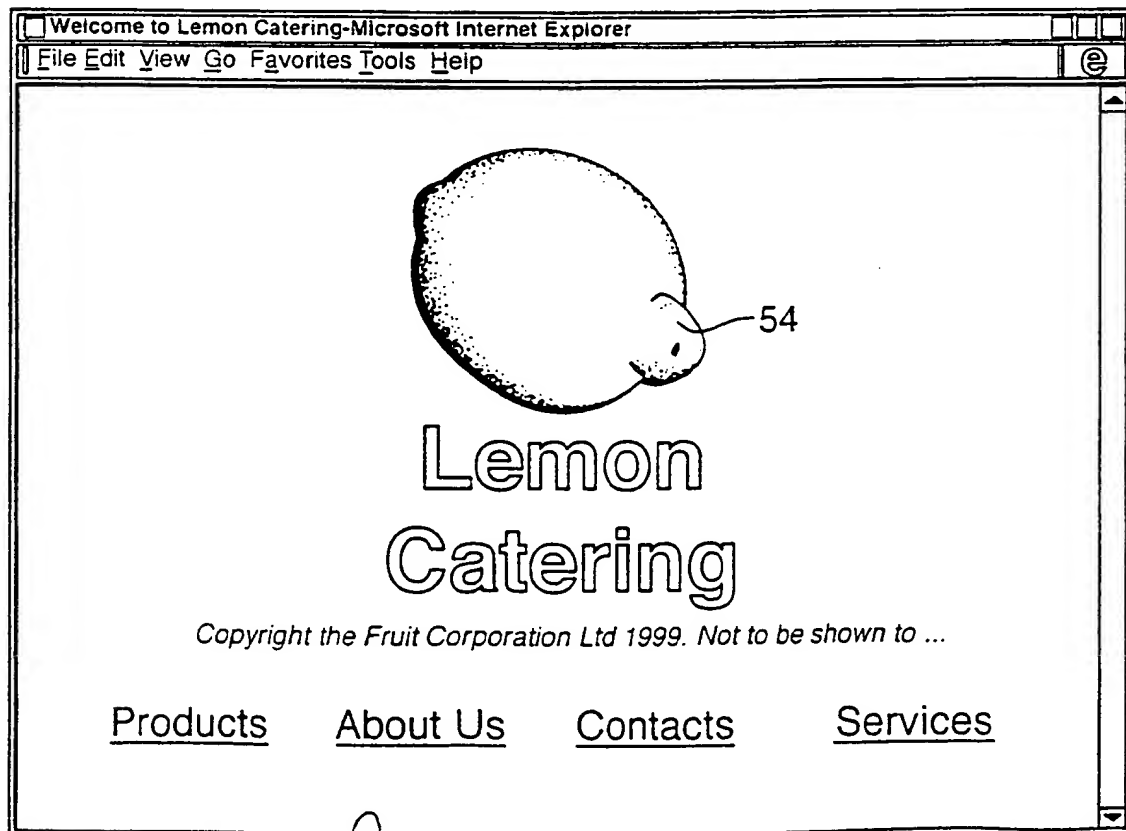 Welcome to Lemon Catering-Microsoft Internet Explorer
File Edit View Go Favorites Tools Help
e
54
Lemon
Catering
Copyright the Fruit Corporation Ltd 1999. Not to be shown to ...
Products About Us Contacts Services